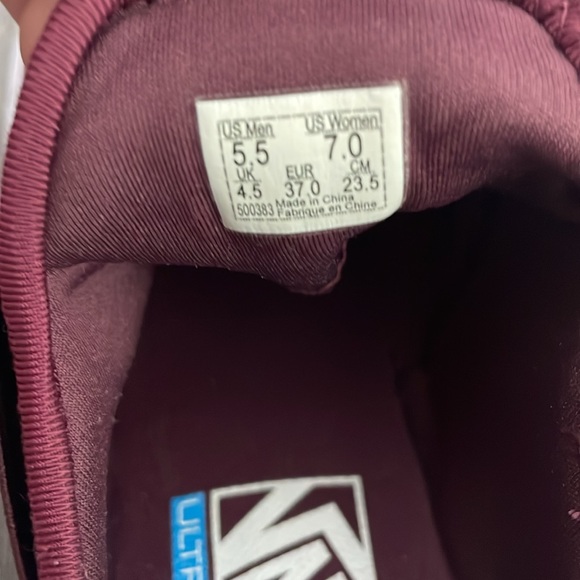 US Men US Women
5.5 7.0
UK EUR CM
4.5 37.0 23.5
500383 Made in China
Fabrique en Chine
ULTR